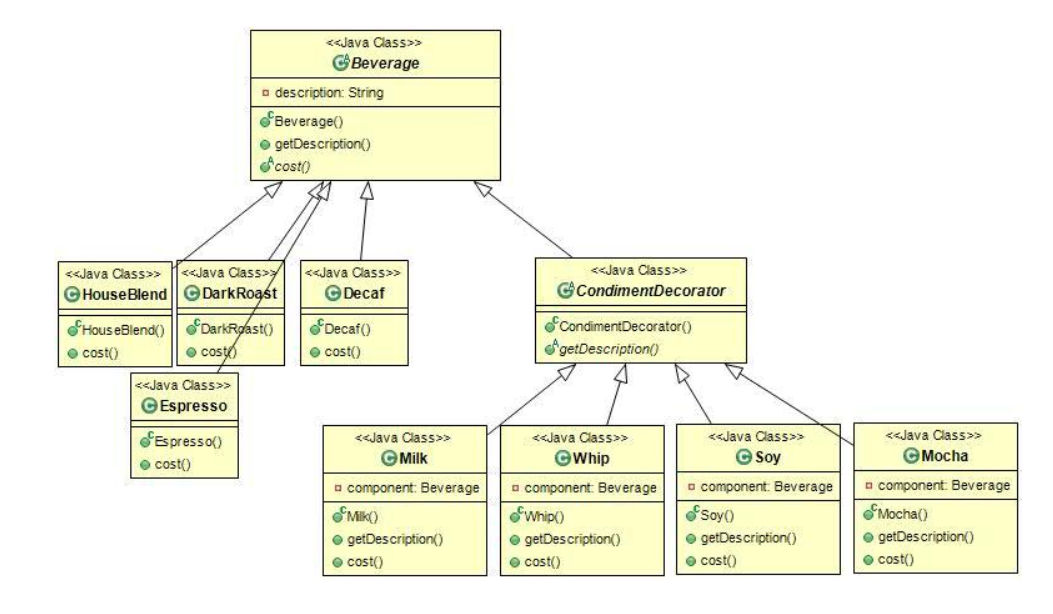 <<Java Class>>
Beverage
description: String
Beverage()
getDescription()
cost()
<<Java Class>>
HouseBlend
HouseBlend()
cost()
<<Java Class>>
DarkRoast
DarkRoast()
cost()
<<Java Class>>
Decaf
Decaf()
cost()
<<Java Class>>
CondimentDecorator
CondimentDecorator()
getDescription()
<<Java Class>>
Espresso
Espresso()
cost()
<<Java Class>>
Milk
component: Beverage
Milk()
getDescription()
cost()
<<Java Class>>
Whip
component: Beverage
Whip()
getDescription()
cost()
<<Java Class>>
Soy
component: Beverage
Soy()
getDescription()
cost()
<<Java Class>>
Mocha
component: Beverage
Mocha()
getDescription()
cost()